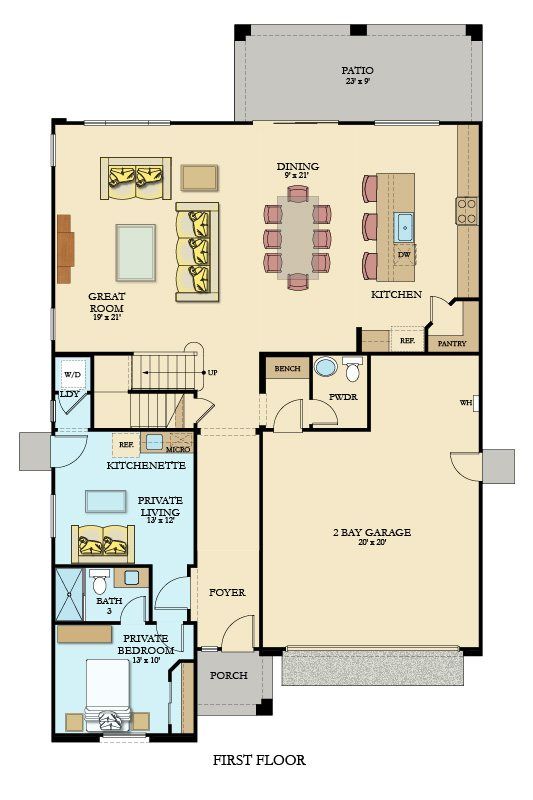 PATIO
23' x 9'
DINING
9' x 21'
DW
KITCHEN
GREAT
ROOM
19' x 21'
REF.
PANTRY
W/D
LDY
UP
BENCH
PWDR
WH
REF.
MICRO
KITCHENETTE
PRIVATE
LIVING
13' x 12'
2 BAY GARAGE
20' x 20'
BATH
3
FOYER
PRIVATE
BEDROOM
13' x 10'
PORCH
FIRST FLOOR